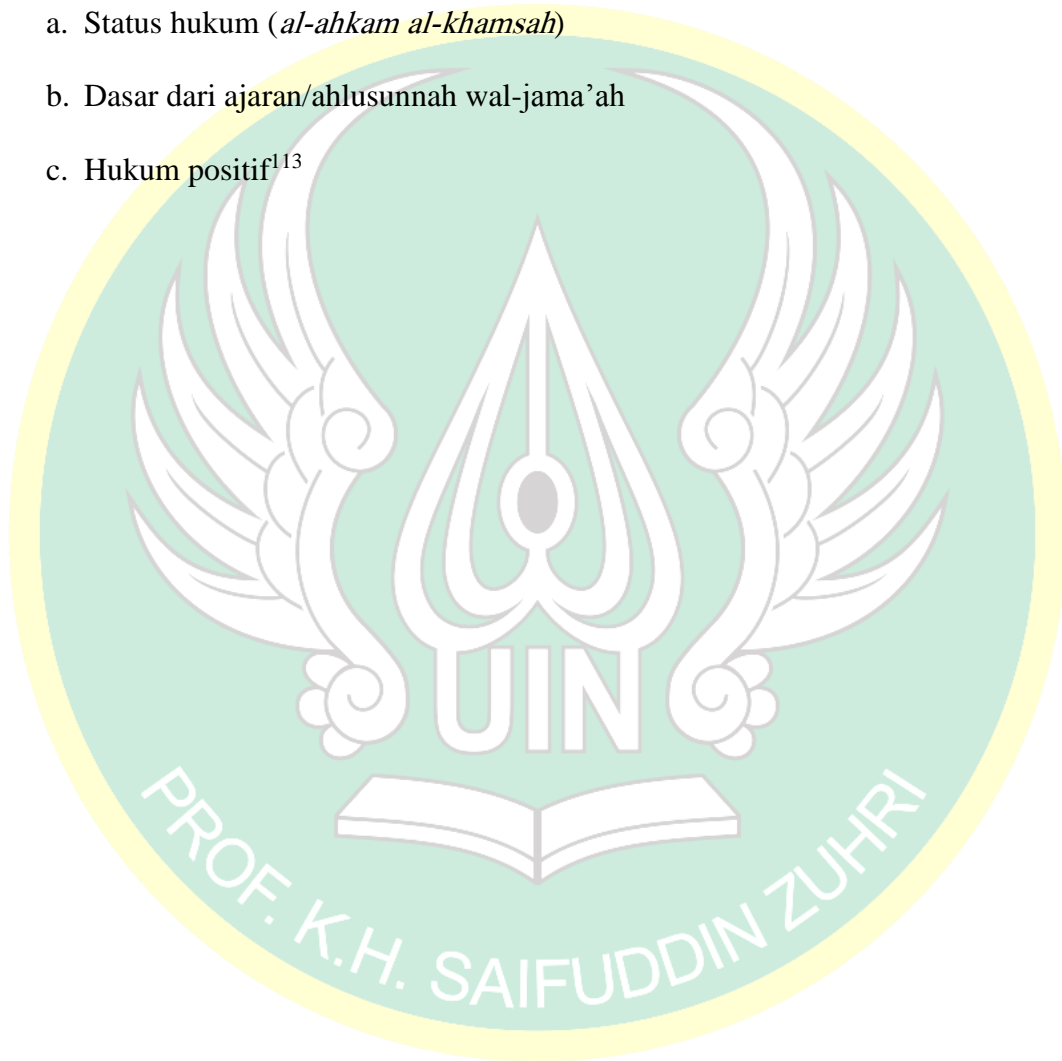 a. Status hukum (al-ahkam al-khamsah)
b. Dasar dari ajaran/ahlusunnah wal-jama’ah
c. Hukum positif¹¹³
UIN
PROF. K.H. SAIFUDDIN ZUHRI